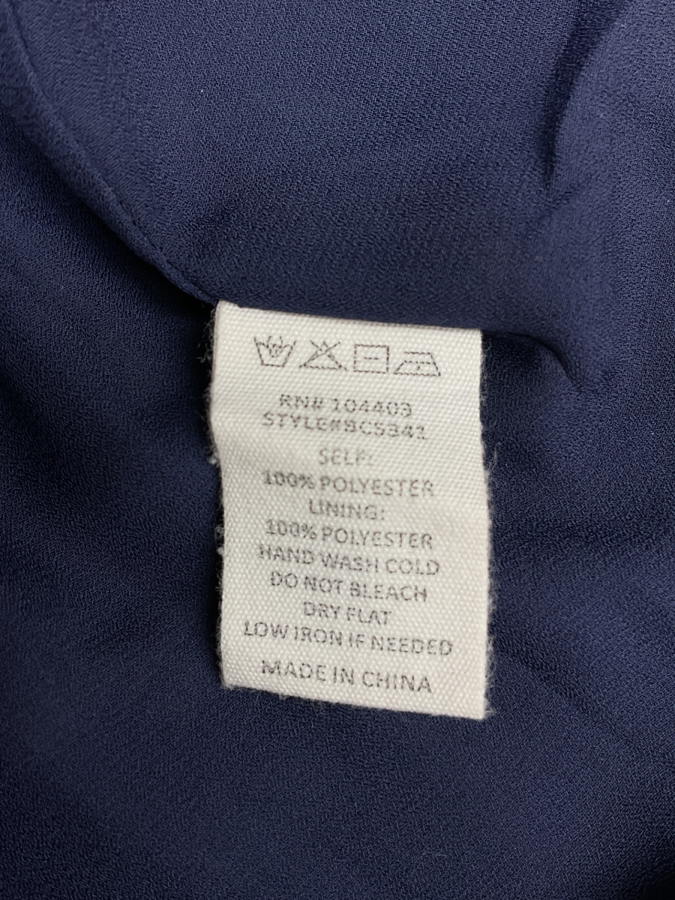 RN# 104403
STYLE#BCS341
SELF:
100% POLYESTER
LINING:
100% POLYESTER
HAND WASH COLD
DO NOT BLEACH
DRY FLAT
LOW IRON IF NEEDED
MADE IN CHINA